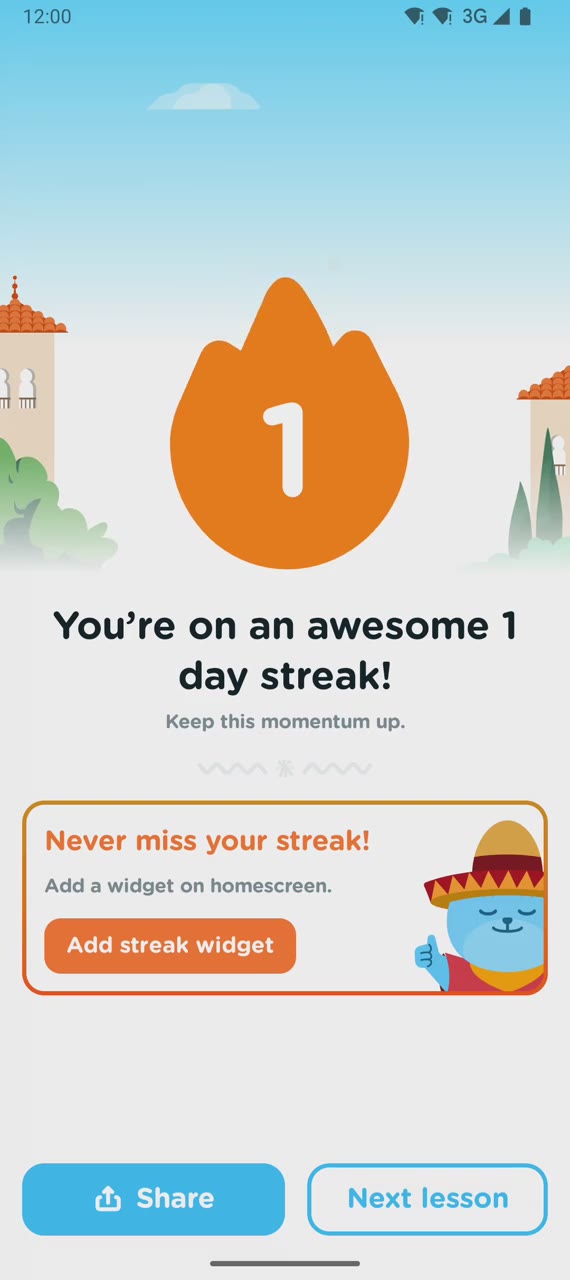 12:00
3G
1
You’re on an awesome 1
day streak!
Keep this momentum up.
Never miss your streak!
Add a widget on homescreen.
Add streak widget
Share
Next lesson